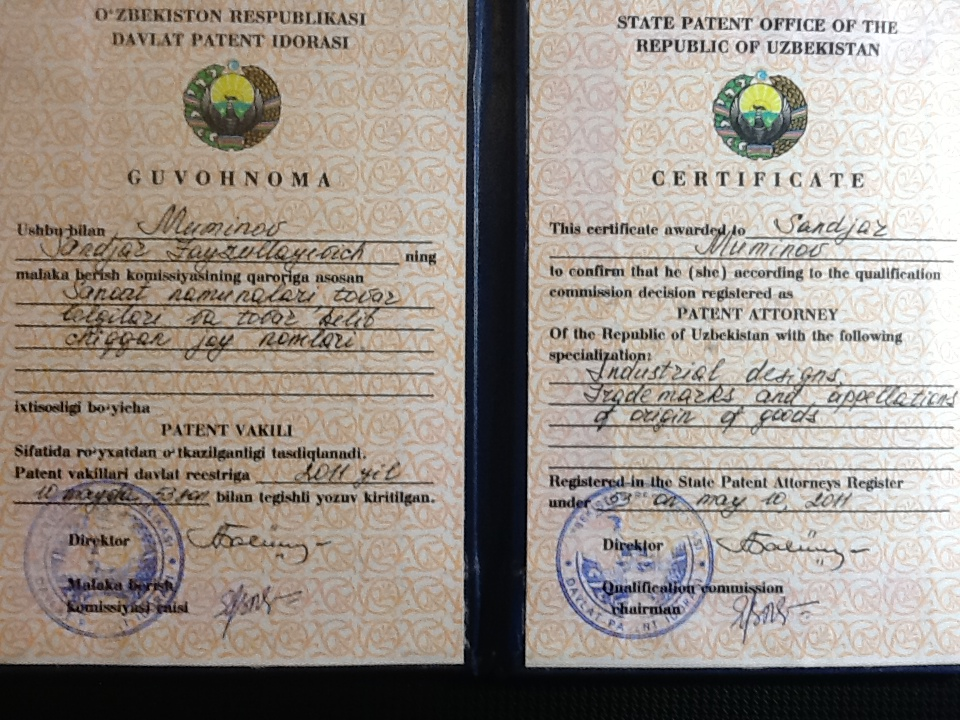 O'ZBEKISTON RESPUBLIKASI
DAVLAT PATENT IDORASI
GUVOHNOMA
Ushbu bilan Muminov
Sandjar Fayzullayevich ning
malaka berish komissiyasining qaroriga asosan
Sanoat namunalari, tovar
belgilari va tovar kelib
chiqqan joy nomlari
ixtisosligi bo'yicha
PATENT VAKILI
Sifatida ro'yxatdan o'tkazilganligi tasdiqlanadi.
Patent vakillari davlat reestriga 2011 yil
10 mayda, 53 son bilan tegishli yozuv kiritilgan.
Direktor
Malaka berish
komissiyasi raisi
STATE PATENT OFFICE OF THE
REPUBLIC OF UZBEKISTAN
CERTIFICATE
This certificate awarded to Sandjar
Muminov
to confirm that he (she) according to the qualification
commission decision registered as
PATENT ATTORNEY
Of the Republic of Uzbekistan with the following
specialization:
Industrial designs,
Trademarks and appellations
of origin of goods
Registered in the State Patent Attorneys Register
under 53 on may 10, 2011
Direktor
Qualification commission
chairman
DAVLAT PATENT IDORASI